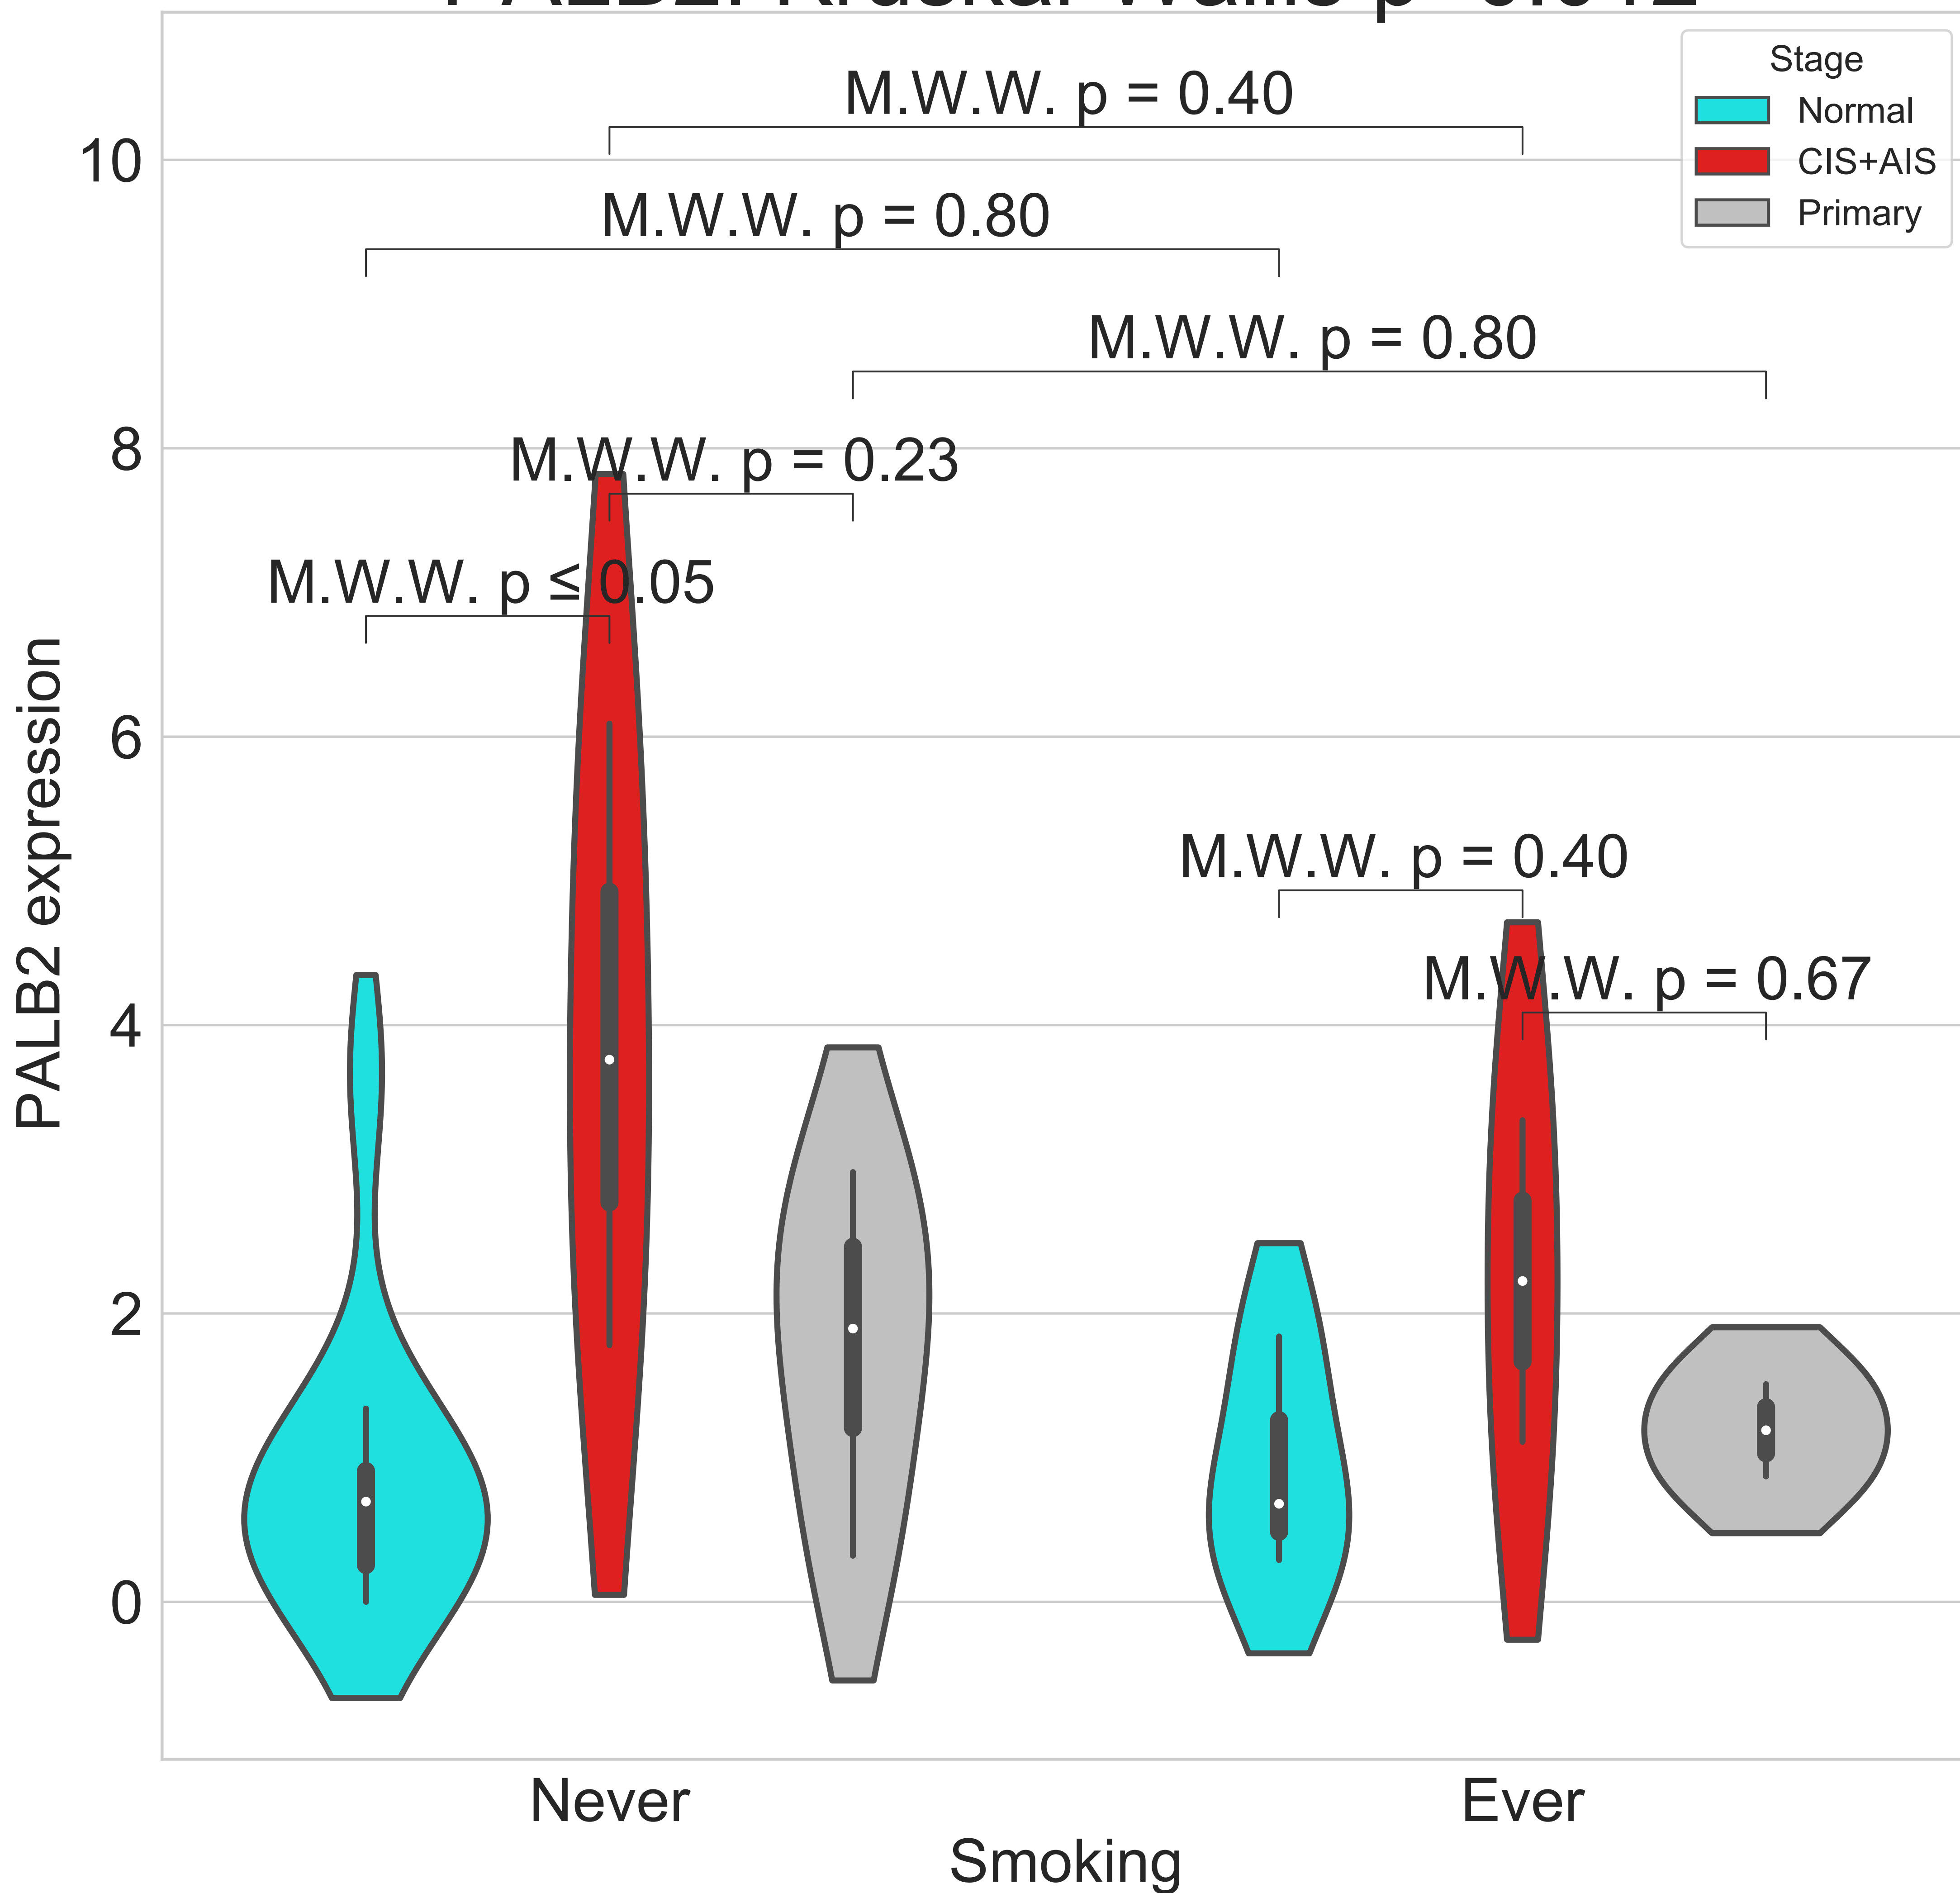 Stage
Normal
CIS+AIS
Primary
M.W.W. p = 0.40
M.W.W. p = 0.80
M.W.W. p = 0.80
M.W.W. p = 0.23
M.W.W. p ≤ 0.05
M.W.W. p = 0.40
M.W.W. p = 0.67
10
8
6
4
2
0
PALB2 expression
Never
Ever
Smoking